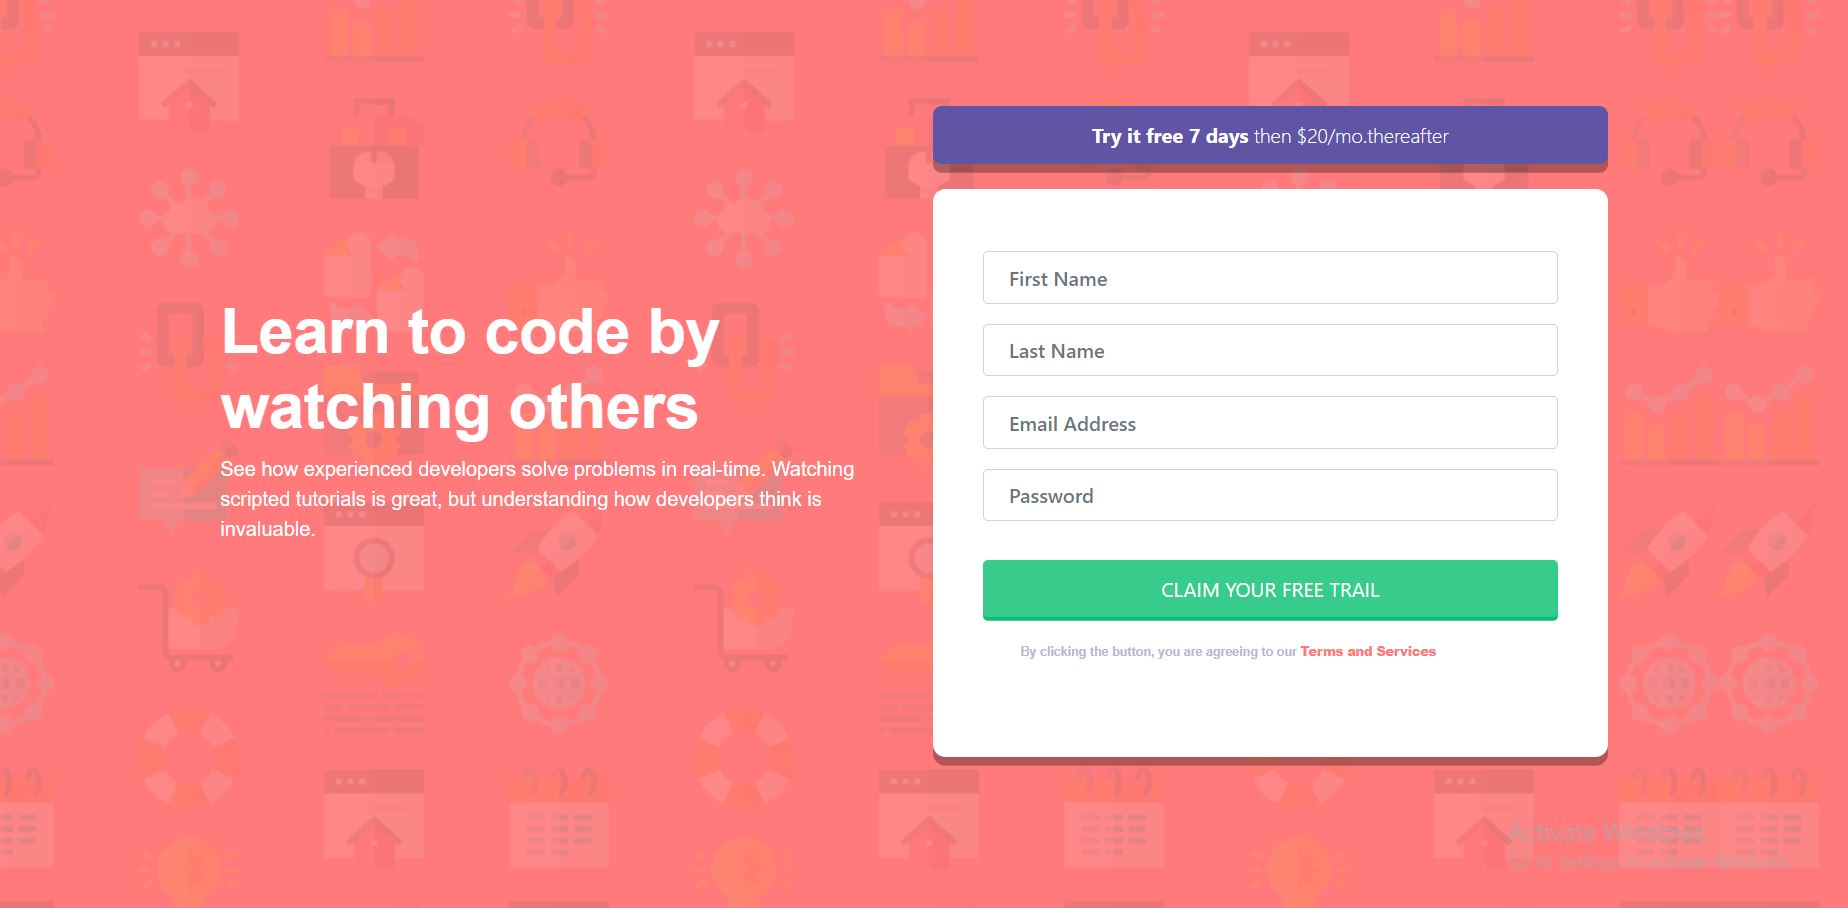 Learn to code by
watching others
See how experienced developers solve problems in real-time. Watching
scripted tutorials is great, but understanding how developers think is
invaluable.
Try it free 7 days then $20/mo.thereafter
First Name
Last Name
Email Address
Password
CLAIM YOUR FREE TRAIL
By clicking the button, you are agreeing to our Terms and Services
Activate Windows
Go to Settings to activate Windows.